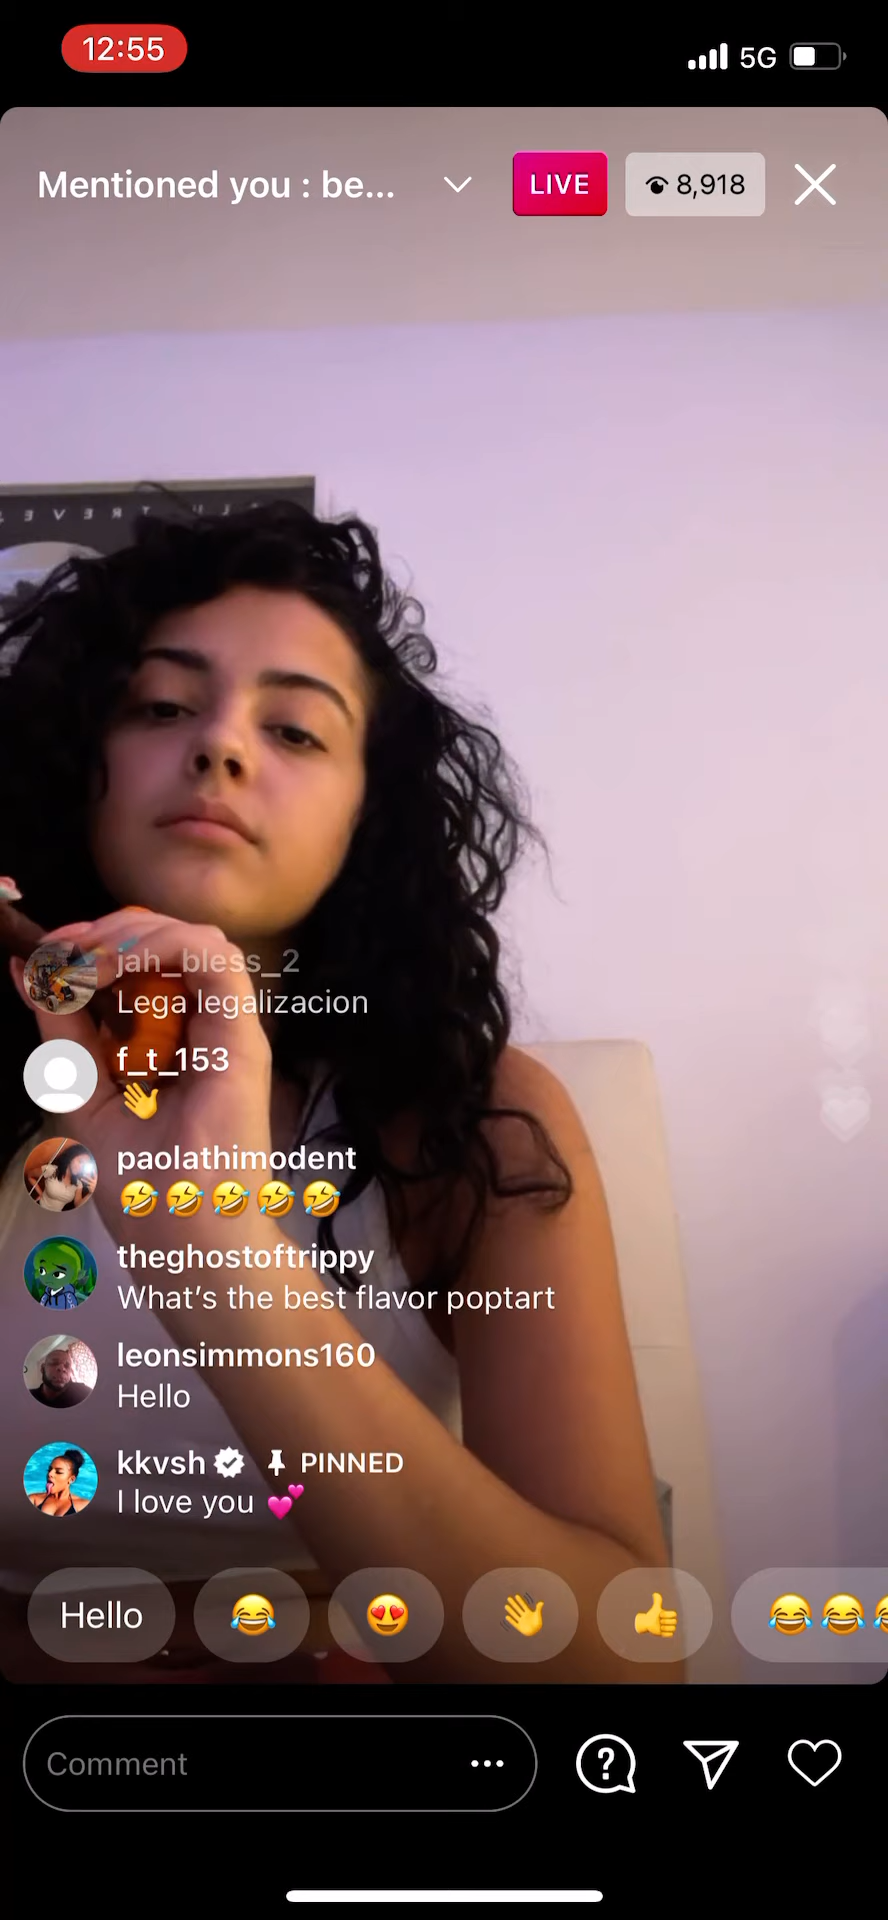 12:55
5G
Mentioned you : be...
LIVE
8,918
jah_bless_2
Lega legalizacion
f_t_153
👋
paolathimodent
🤣🤣🤣🤣🤣
theghostoftrippy
What’s the best flavor poptart
leonsimmons160
Hello
kkvsh PINNED
I love you 💕
Hello 😂 😍 👋 👍 😂😂
Comment